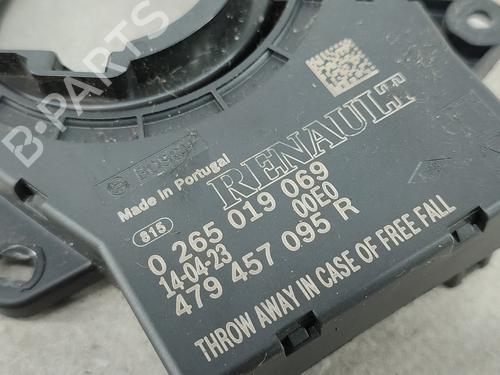 B-PARTS
BOSCH
Made in Portugal
RENAULT
815
0 265 019 069
14-04-23 00E0
479 457 095 R
THROW AWAY IN CASE OF FREE FALL